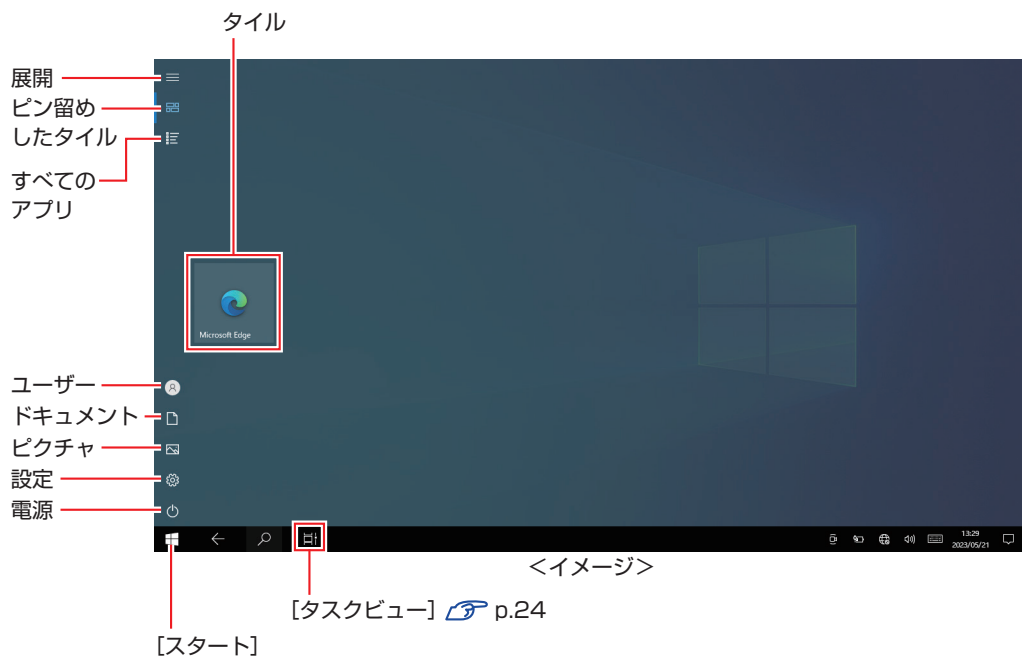 タイル
展開
ピン留め
したタイル
すべての
アプリ
Microsoft Edge
ユーザー
ドキュメント
ピクチャ
設定
電源
13:29
2023/05/21
＜イメージ＞
[タスクビュー] p.24
[スタート]